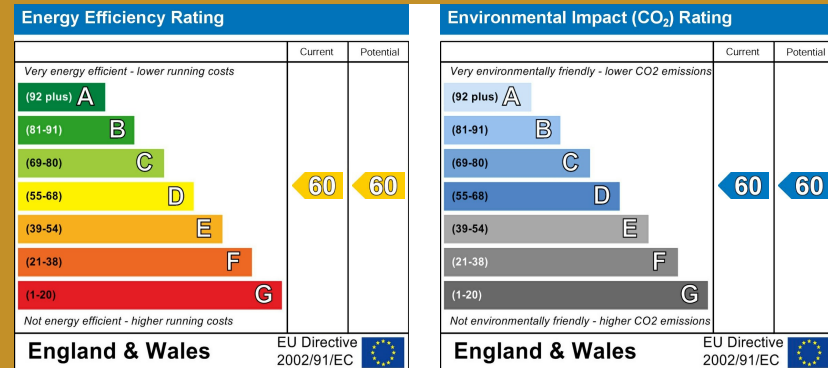 Energy Efficiency Rating
Current Potential
Very energy efficient - lower running costs
(92 plus) A
(81-91) B
(69-80) C
(55-68) D
(39-54) E
(21-38) F
(1-20) G
60 60
Not energy efficient - higher running costs
England & Wales
EU Directive
2002/91/EC
Environmental Impact (CO₂) Rating
Current Potential
Very environmentally friendly - lower CO2 emissions
(92 plus) A
(81-91) B
(69-80) C
(55-68) D
(39-54) E
(21-38) F
(1-20) G
60 60
Not environmentally friendly - higher CO2 emissions
England & Wales
EU Directive
2002/91/EC